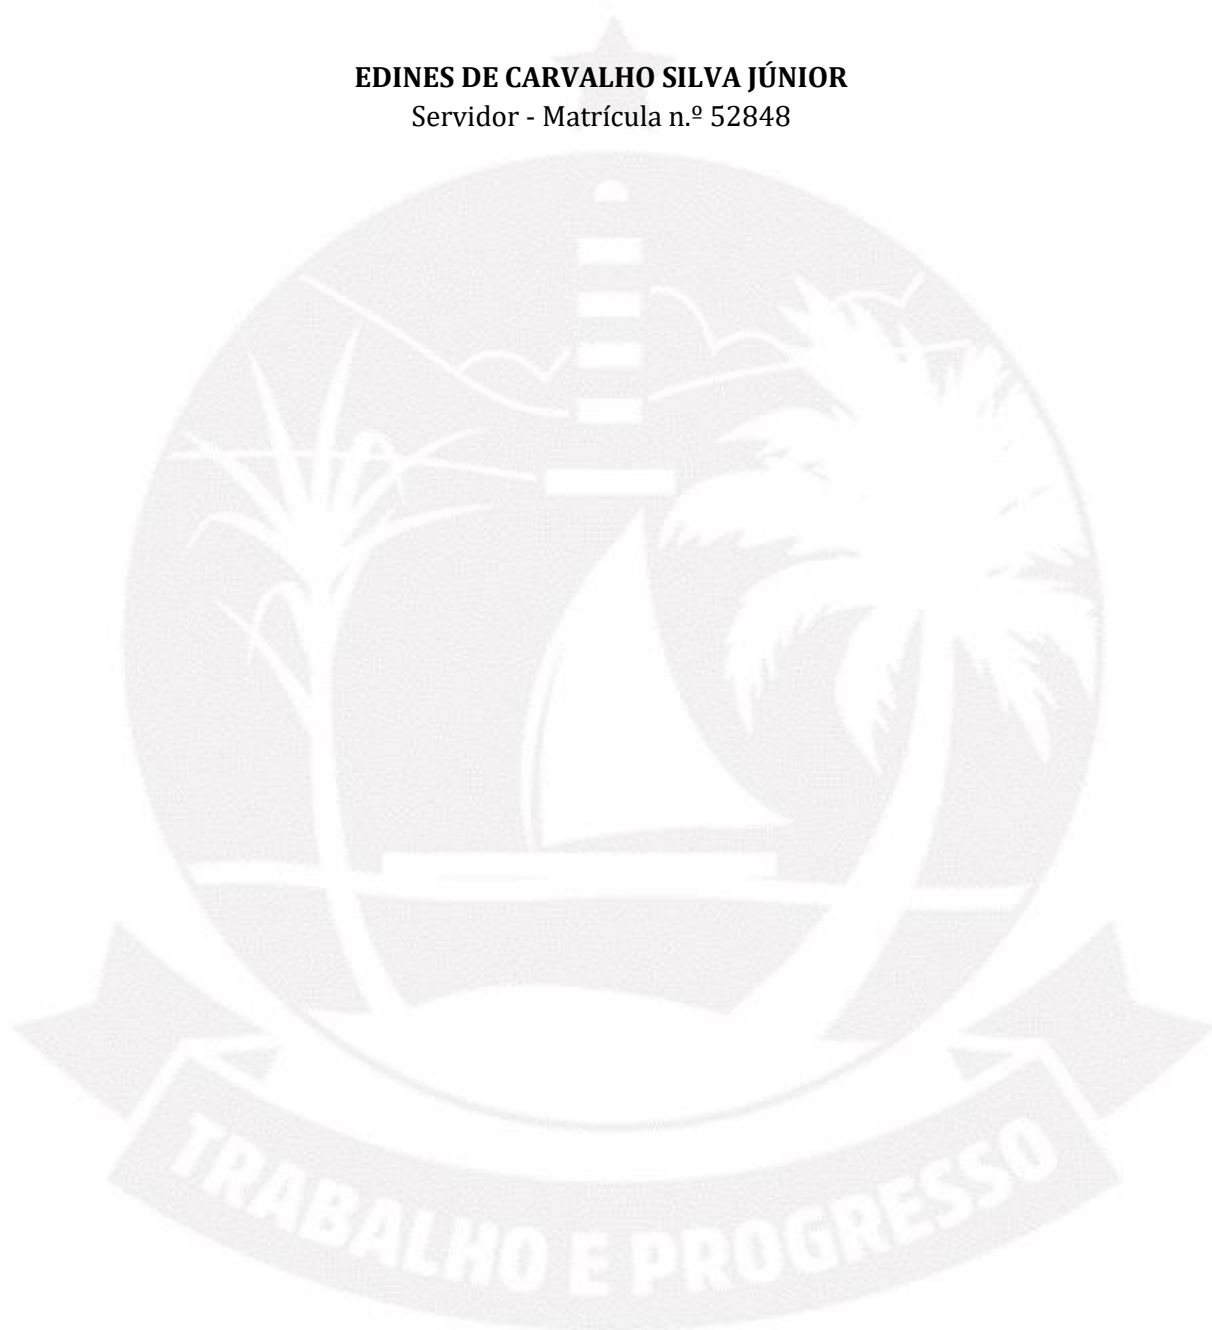 EDINES DE CARVALHO SILVA JÚNIOR
Servidor - Matrícula n.º 52848
TRABALHO E PROGRESSO